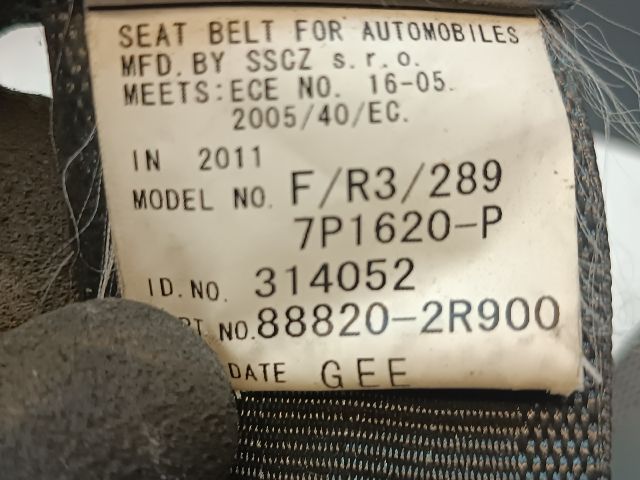 SEAT BELT FOR AUTOMOBILES
MFD. BY SSCZ s.r.o.
MEETS: ECE NO. 16-05.
2005/40/EC.
IN 2011
MODEL NO. F/R3/289
7P1620-P
ID.NO. 314052
NO. 88820-2R900
DATE GEE